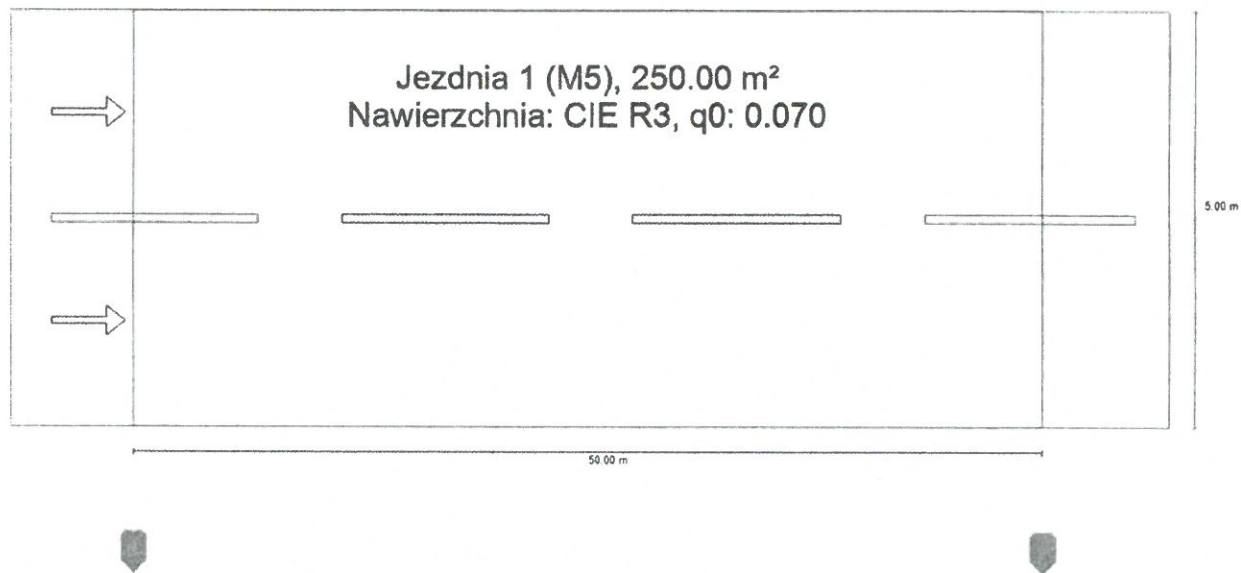 Jezdnia 1 (M5), 250.00 m²
Nawierzchnia: CIE R3, q0: 0.070
5.00 m
50.00 m